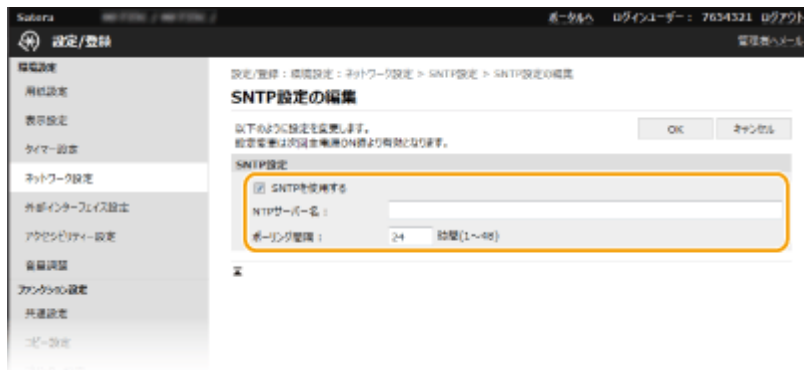 Satera
ポータルへ ログインユーザー: 7654321 ログアウト
設定/登録
管理者へメール
環境設定
用紙設定
表示設定
タイマー設定
ネットワーク設定
外部インターフェイス設定
アクセシビリティー設定
音量調整
ファンクション設定
共通設定
コピー設定
設定/登録 : 環境設定 : ネットワーク設定 > SNTP設定 > SNTP設定の編集
SNTP設定の編集
以下のように設定を変更します。
設定変更は次回主電源ON時より有効となります。
OK キャンセル
SNTP設定
SNTPを使用する
NTPサーバー名 :
ポーリング間隔 : 24 時間(1～48)